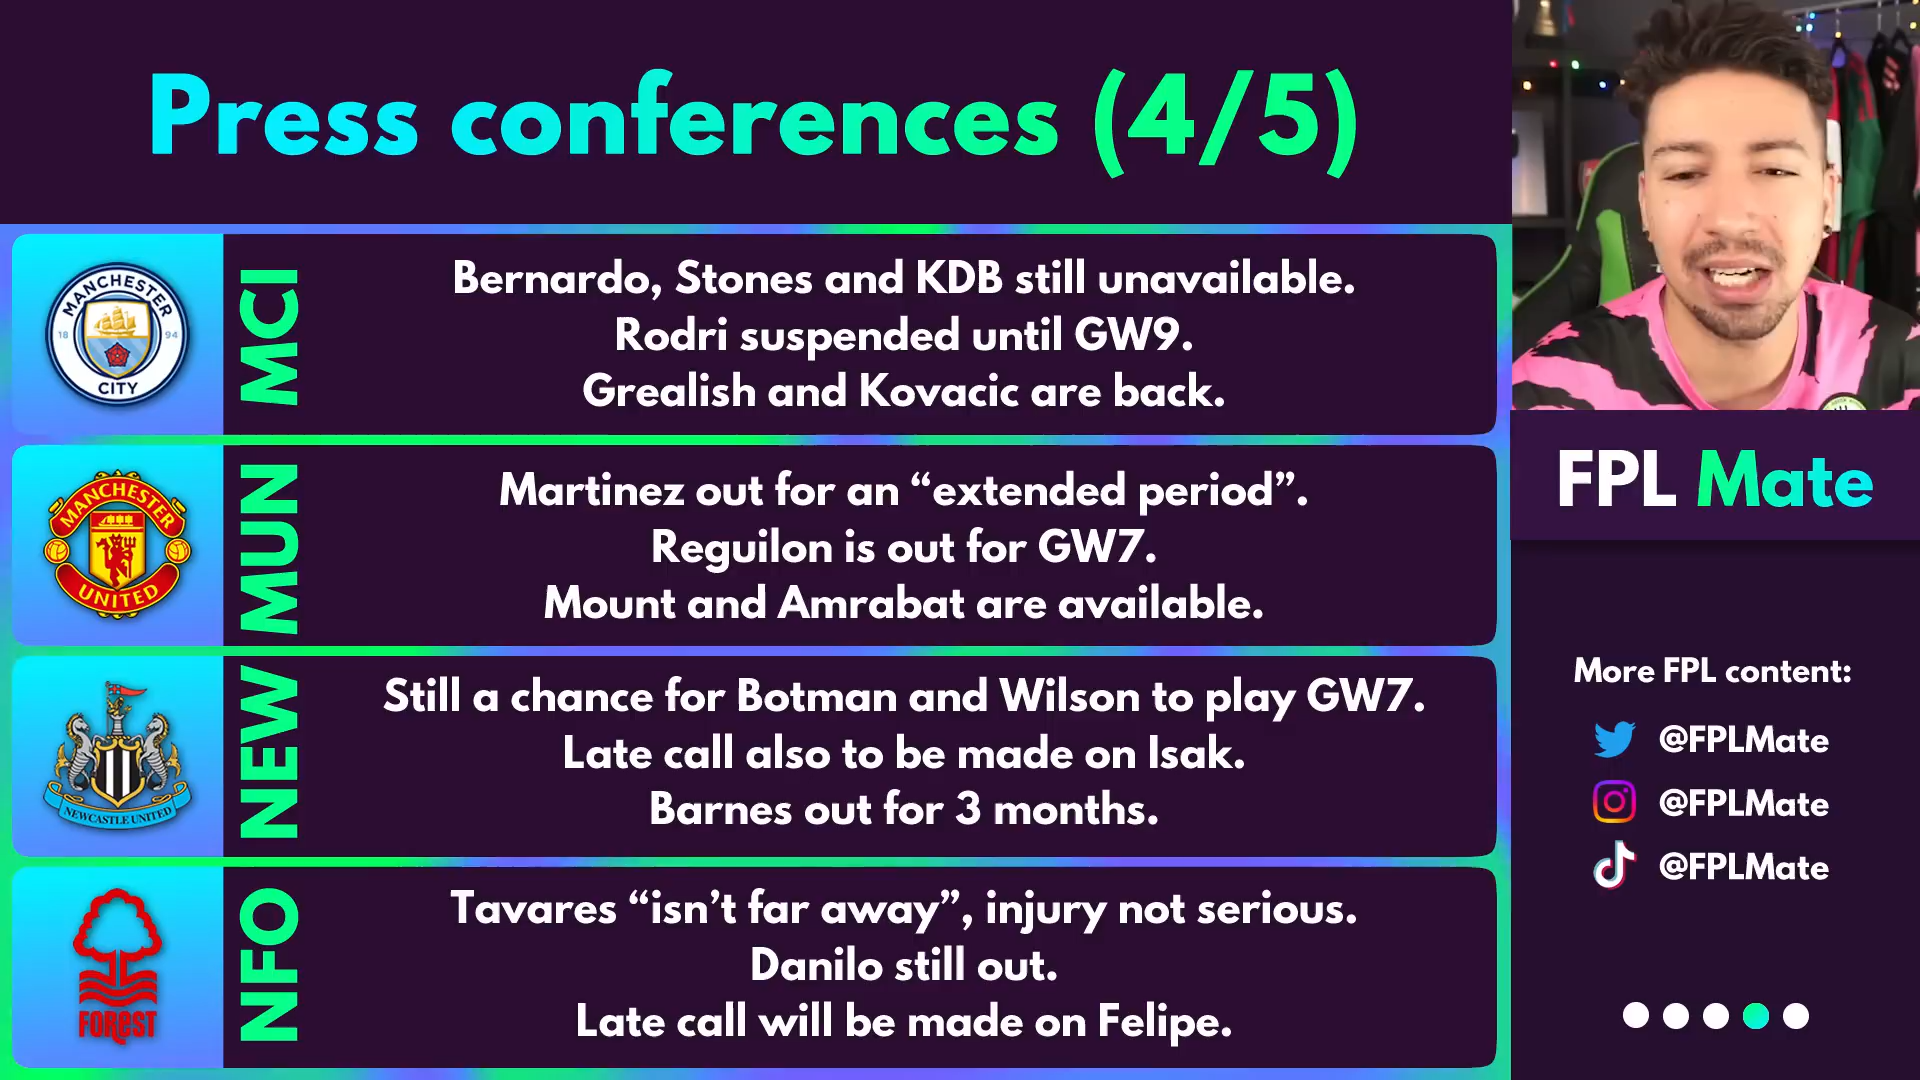 Press conferences (4/5)
MANCHESTER
18 94
CITY
MCI
Bernardo, Stones and KDB still unavailable.
Rodri suspended until GW9.
Grealish and Kovacic are back.
MANCHESTER
UNITED
MUN
Martinez out for an “extended period”.
Reguilon is out for GW7.
Mount and Amrabat are available.
NEWCASTLE UNITED
NEW
Still a chance for Botman and Wilson to play GW7.
Late call also to be made on Isak.
Barnes out for 3 months.
FOREST
NFO
Tavares “isn’t far away”, injury not serious.
Danilo still out.
Late call will be made on Felipe.
FPL Mate
More FPL content:
@FPLMate
@FPLMate
@FPLMate